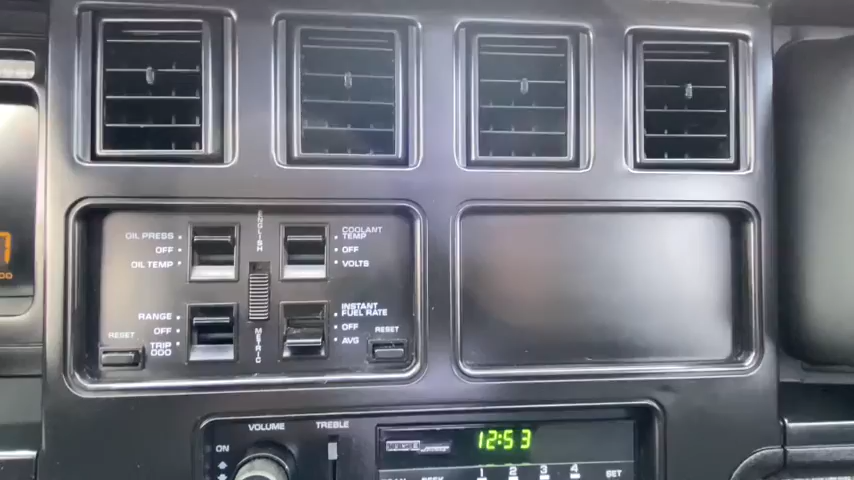 OIL PRESS
OFF
OIL TEMP
ENGLISH
COOLANT
TEMP
OFF
VOLTS
RANGE
OFF
TRIP
ODO
RESET
METRIC
INSTANT
FUEL RATE
OFF
AVG
RESET
VOLUME
TREBLE
ON
12:53
1 2 3 4
SET